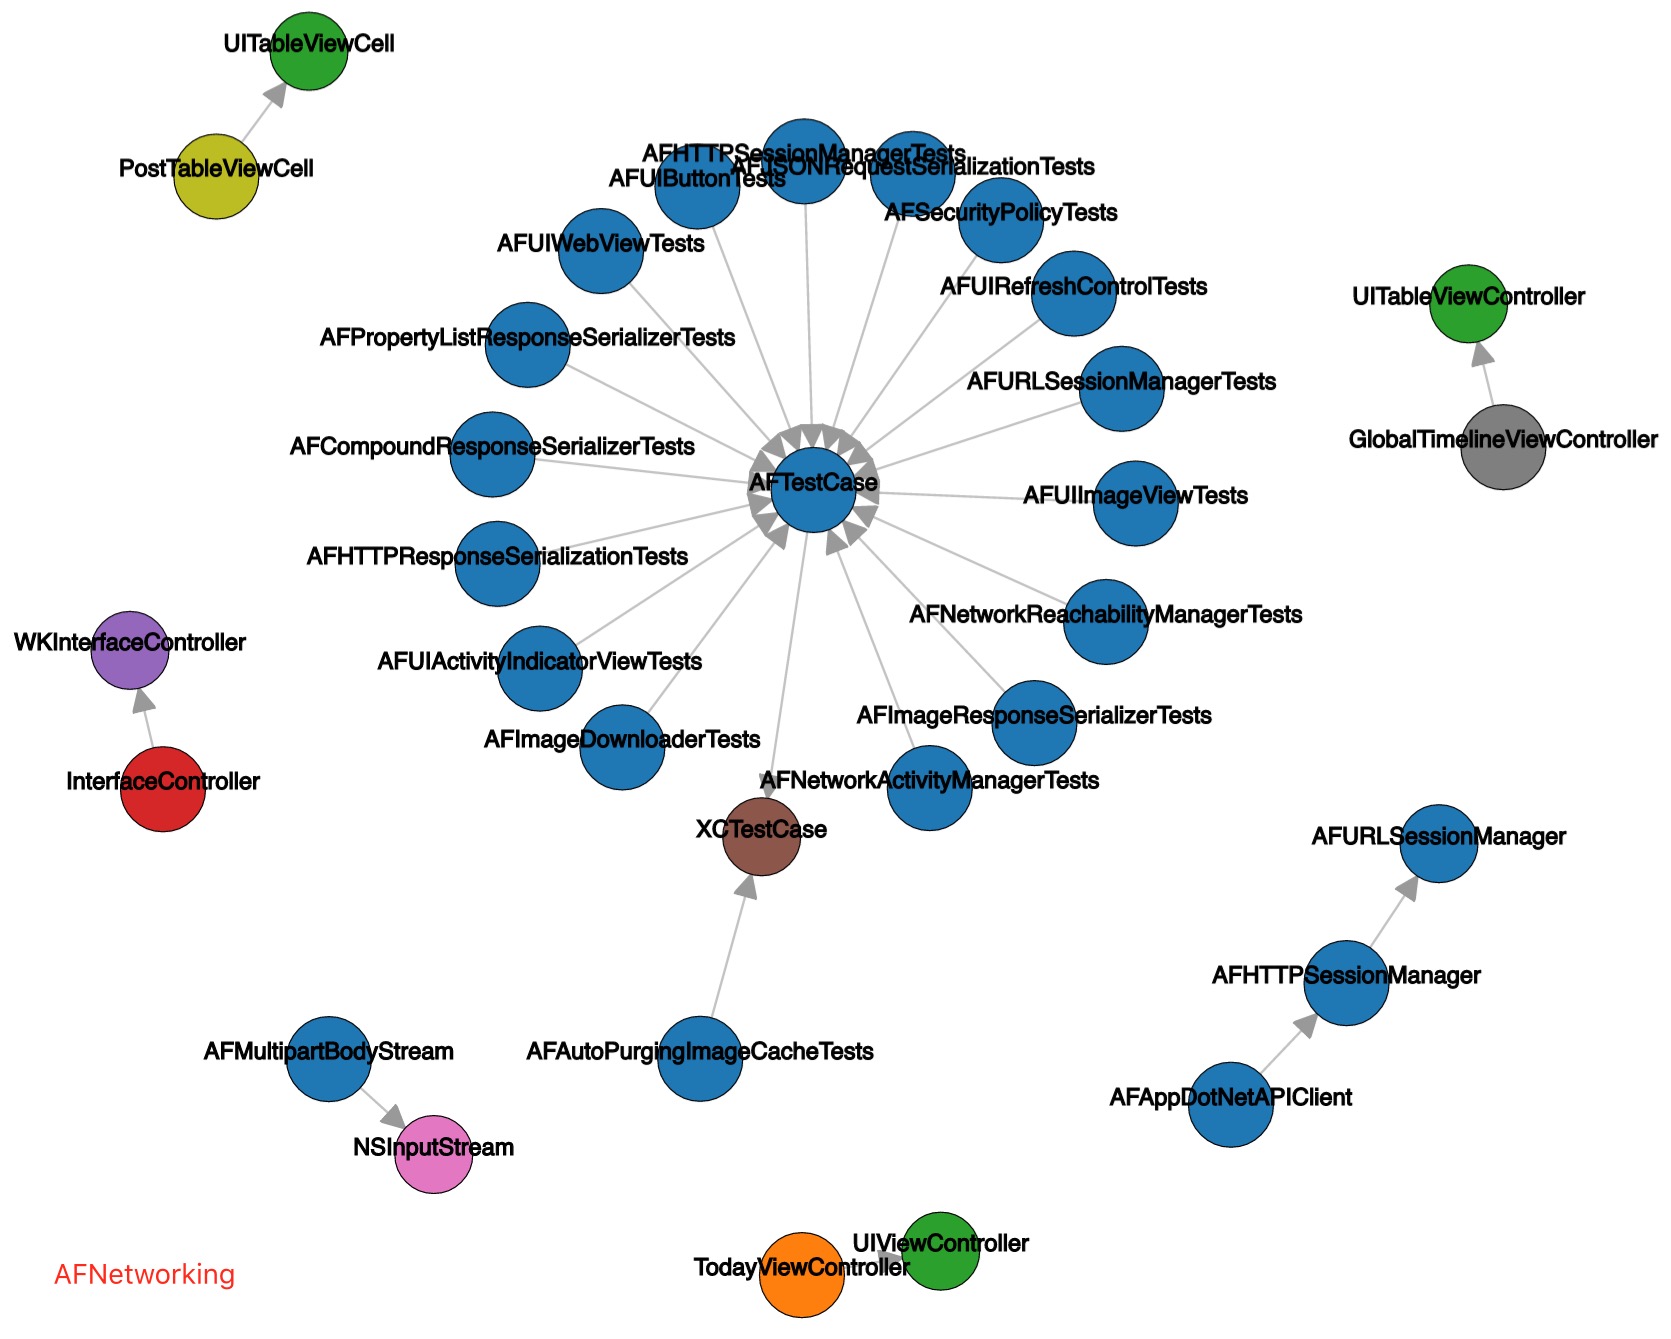 UITableViewCell
PostTableViewCell
AFHTTPSessionManagerTests
AFJSONRequestSerializationTests
AFUIButtonTests
AFSecurityPolicyTests
AFUIWebViewTests
AFUIRefreshControlTests
UITableViewController
AFPropertyListResponseSerializerTests
AFURLSessionManagerTests
GlobalTimelineViewController
AFCompoundResponseSerializerTests
AFTestCase
AFUIImageViewTests
AFHTTPResponseSerializationTests
AFNetworkReachabilityManagerTests
WKInterfaceController
AFUIActivityIndicatorViewTests
AFImageResponseSerializerTests
AFImageDownloaderTests
InterfaceController
AFNetworkActivityManagerTests
XCTestCase
AFURLSessionManager
AFHTTPSessionManager
AFMultipartBodyStream
AFAutoPurgingImageCacheTests
AFAppDotNetAPIClient
NSInputStream
UIViewController
TodayViewController
AFNetworking